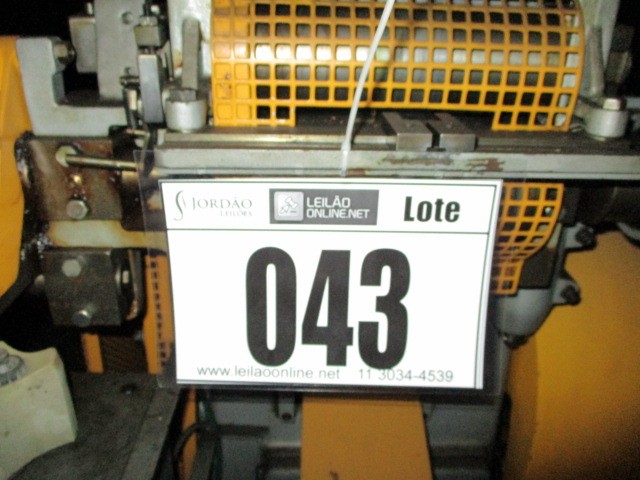 JORDÃO LEILÃO Lote
LEILÕES ONLINE.NET
043
www.leilaoonline.net 11 3034-4539